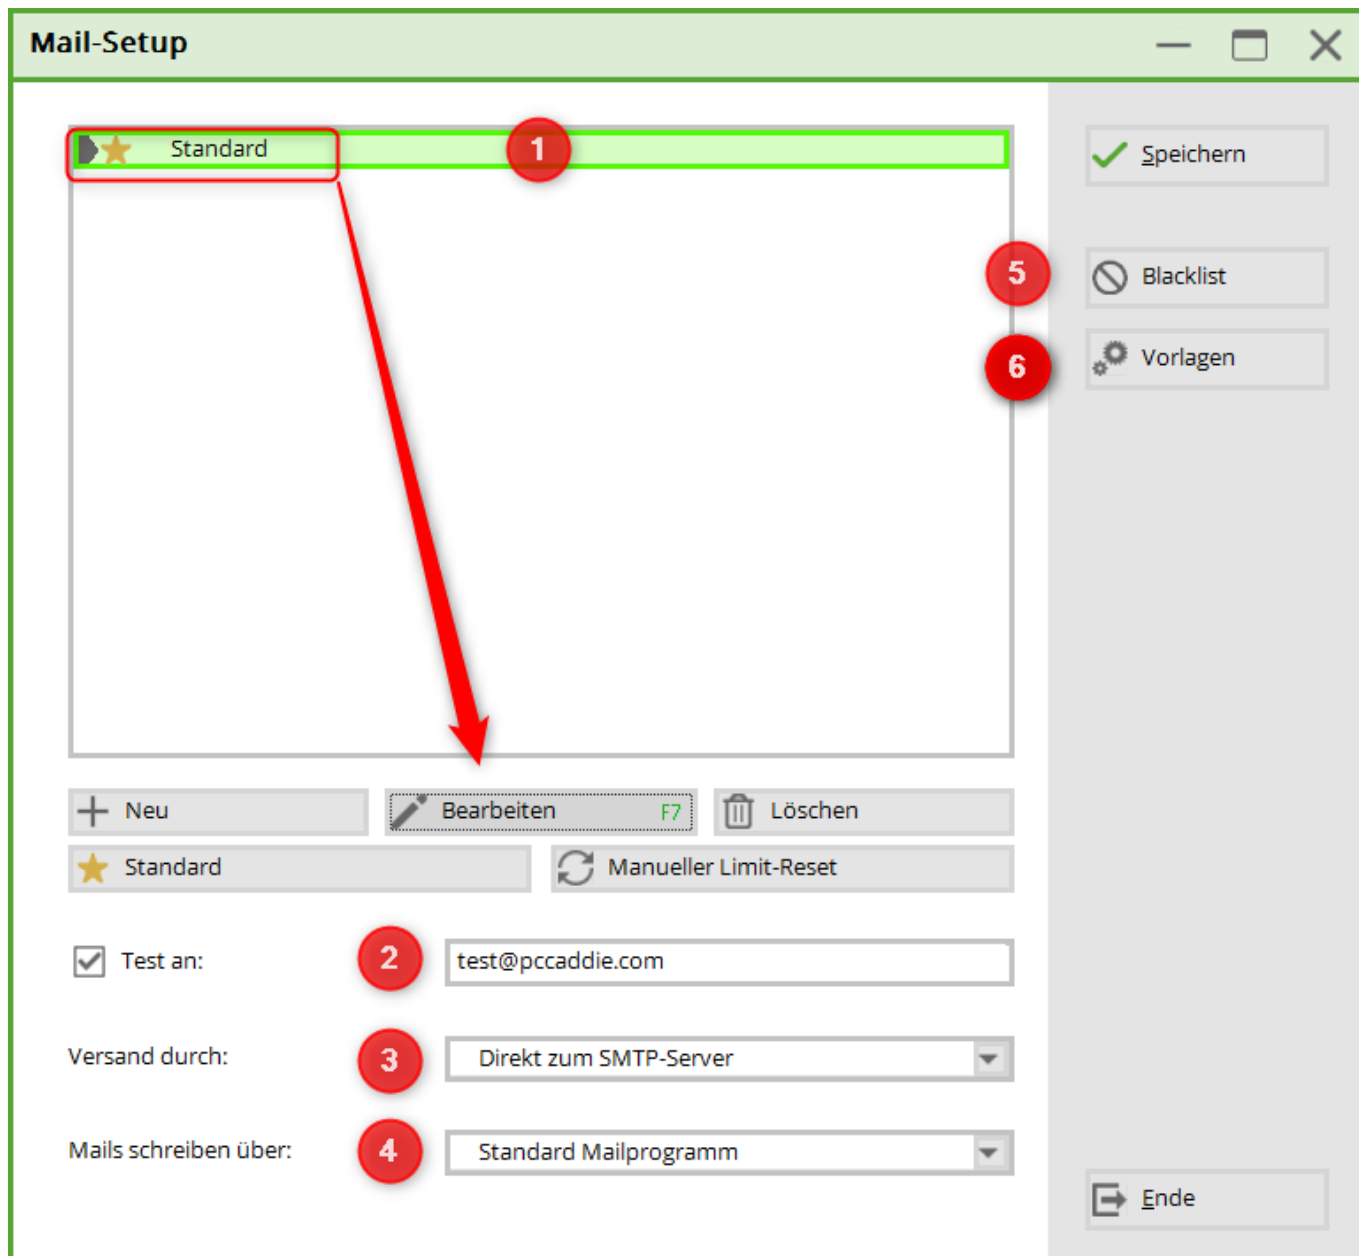 Mail-Setup
Standard
1
Speichern
5
Blacklist
6
Vorlagen
Neu
Bearbeiten F7
Löschen
Standard
Manueller Limit-Reset
Test an:
2
test@pccaddie.com
Versand durch:
3
Direkt zum SMTP-Server
Mails schreiben über:
4
Standard Mailprogramm
Ende